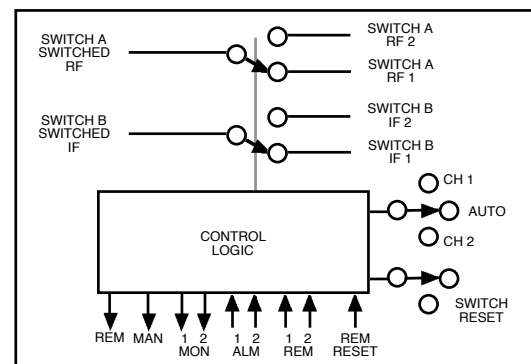 SWITCH A
SWITCHED
RF
SWITCH A
RF 2
SWITCH A
RF 1
SWITCH B
SWITCHED
IF
SWITCH B
IF 2
SWITCH B
IF 1
CH 1
AUTO
CH 2
CONTROL
LOGIC
SWITCH
RESET
REM MAN 1 2 1 2 1 2 REM
MON ALM REM RESET